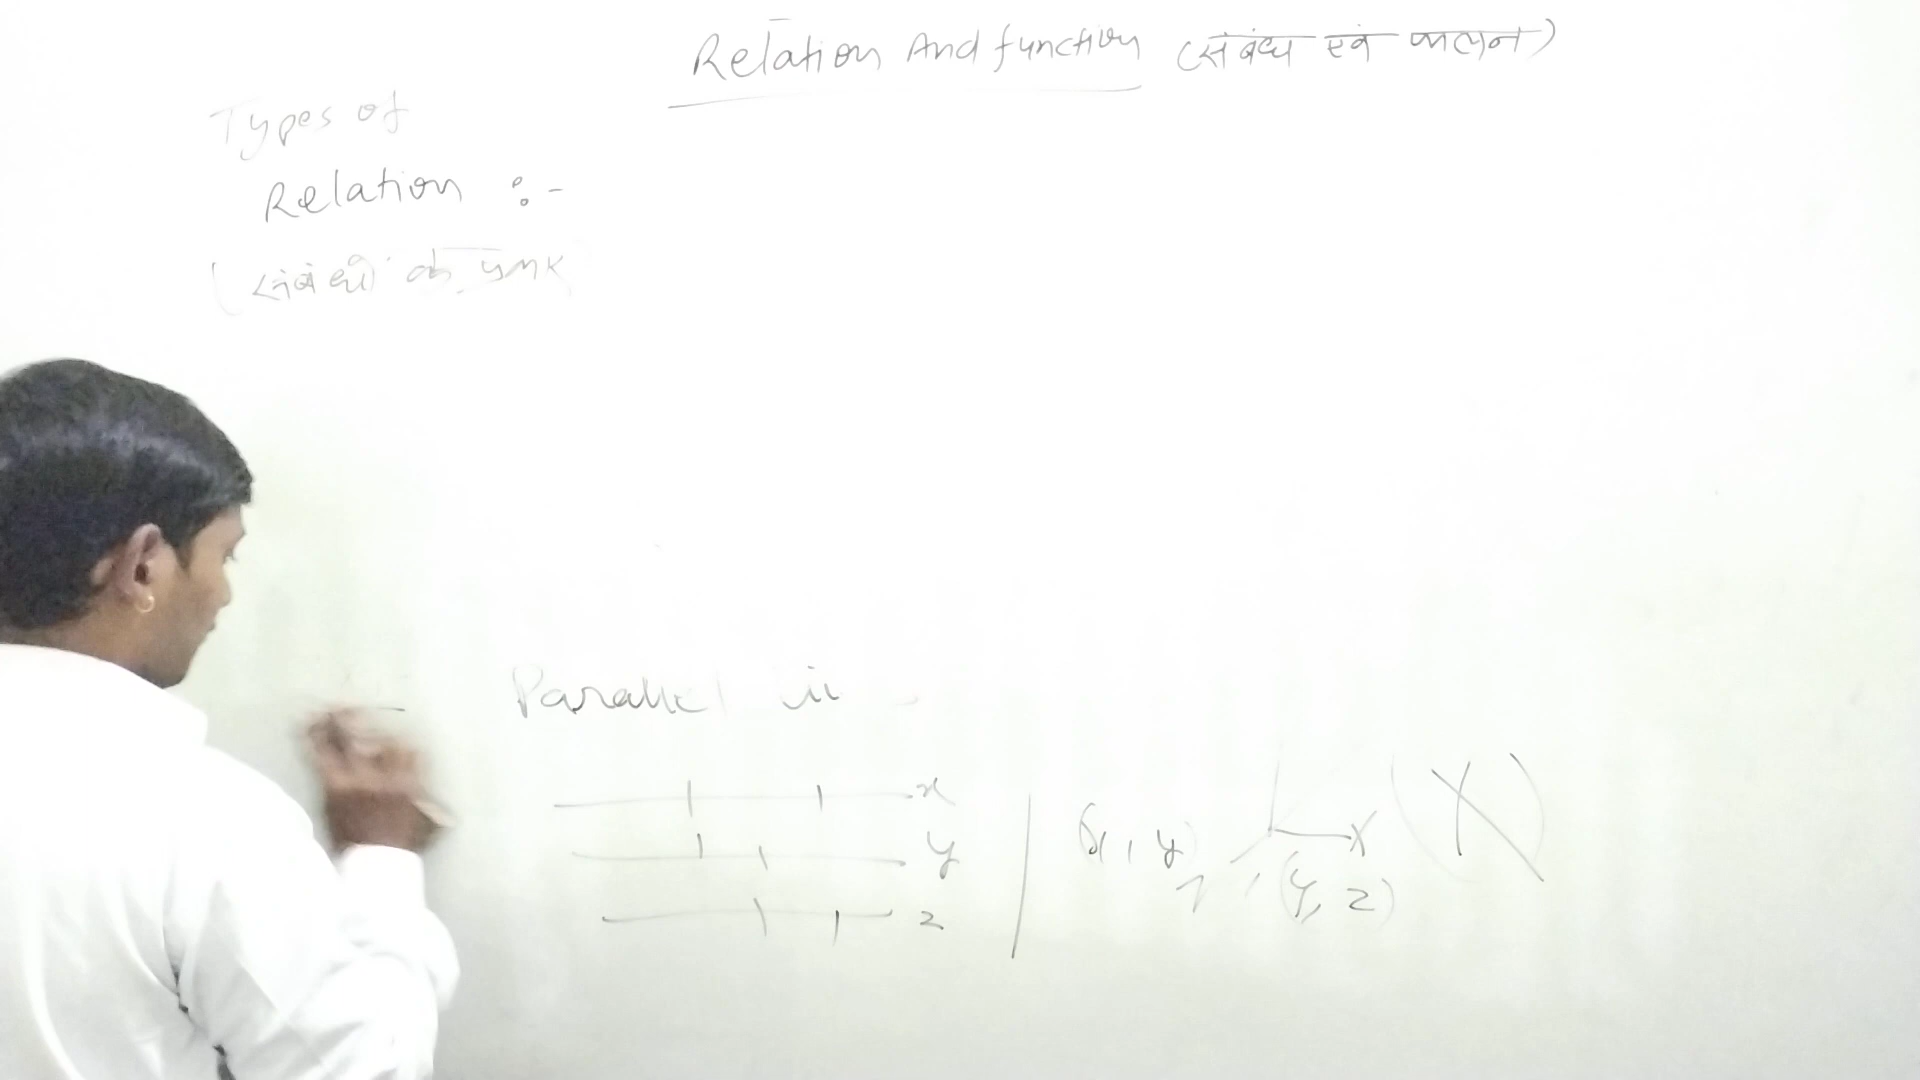 Relation And function (संबंध एवं फलन)
Types of
Relation :-
(संबंधों के प्रकार
Parallel
x
y
z
(x, y)
(y, z)